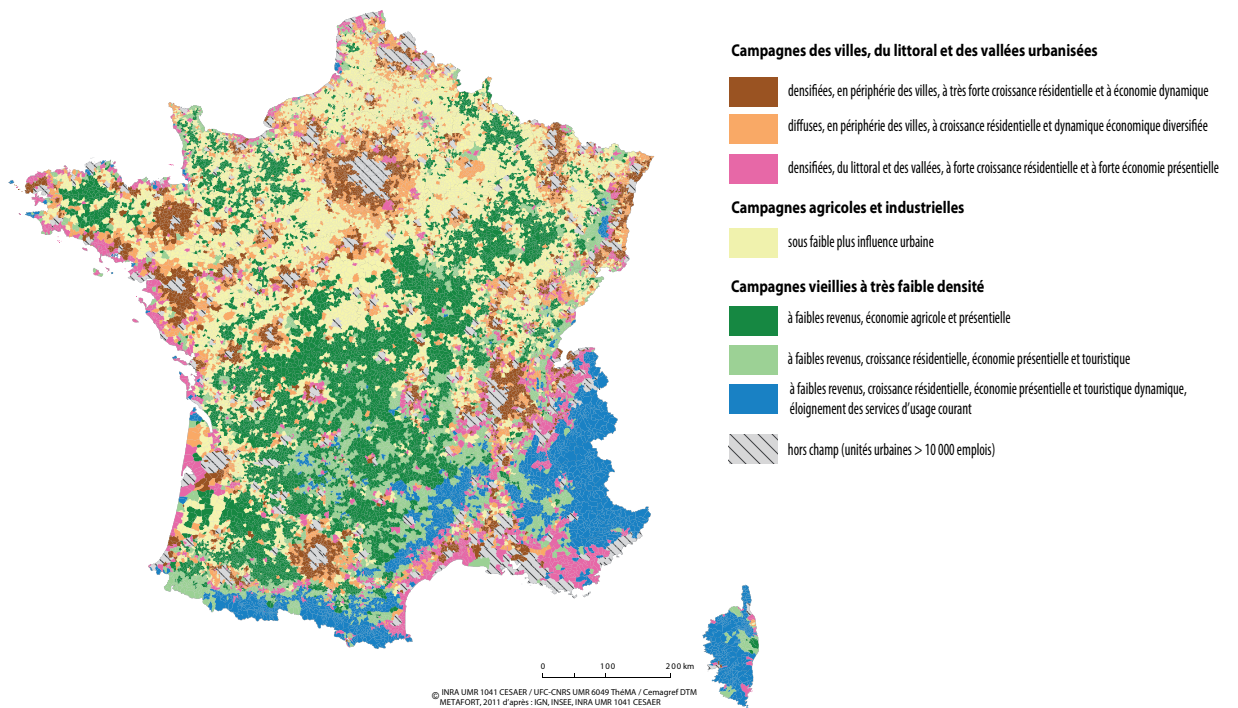 Campagnes des villes, du littoral et des vallées urbanisées
densifiées, en périphérie des villes, à très forte croissance résidentielle et à économie dynamique
diffuses, en périphérie des villes, à croissance résidentielle et dynamique économique diversifiée
densifiées, du littoral et des vallées, à forte croissance résidentielle et à forte économie présentielle
Campagnes agricoles et industrielles
sous faible plus influence urbaine
Campagnes vieillies à très faible densité
à faibles revenus, économie agricole et présentielle
à faibles revenus, croissance résidentielle, économie présentielle et touristique
à faibles revenus, croissance résidentielle, économie présentielle et touristique dynamique,
éloignement des services d'usage courant
hors champ (unités urbaines > 10 000 emplois)
0 100 200 km
© INRA UMR 1041 CESAER / UFC-CNRS UMR 6049 ThéMA / Cemagref DTM
METAFORT, 2011 d'après : IGN, INSEE, INRA UMR 1041 CESAER